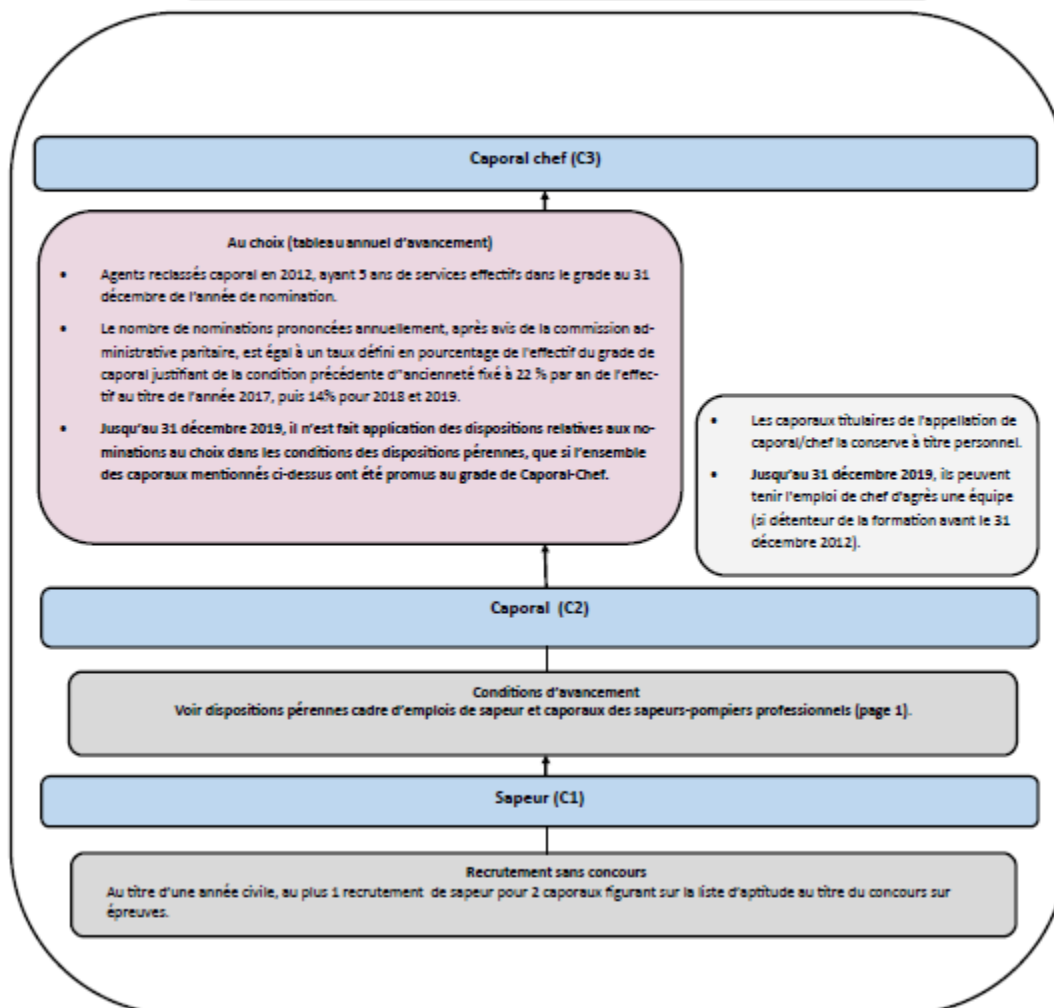 Caporal chef (C3)
Au choix (tableau annuel d'avancement)
• Agents reclassés caporal en 2012, ayant 5 ans de services effectifs dans le grade au 31
décembre de l'année de nomination.
• Le nombre de nominations prononcées annuellement, après avis de la commission ad-
ministrative paritaire, est égal à un taux défini en pourcentage de l'effectif du grade de
caporal justifiant de la condition précédente d''ancienneté fixé à 22 % par an de l'effec-
tif au titre de l'année 2017, puis 14% pour 2018 et 2019.
• Jusqu'au 31 décembre 2019, il n'est fait application des dispositions relatives aux no-
minations au choix dans les conditions des dispositions pérennes, que si l'ensemble
des caporaux mentionnés ci-dessus ont été promus au grade de Caporal-Chef.
• Les caporaux titulaires de l'appellation de
caporal/chef la conserve à titre personnel.
• Jusqu'au 31 décembre 2019, ils peuvent
tenir l'emploi de chef d'agrès une équipe
(si détenteur de la formation avant le 31
décembre 2012).
Caporal (C2)
Conditions d'avancement
Voir dispositions pérennes cadre d'emplois de sapeur et caporaux des sapeurs-pompiers professionnels (page 1).
Sapeur (C1)
Recrutement sans concours
Au titre d'une année civile, au plus 1 recrutement de sapeur pour 2 caporaux figurant sur la liste d'aptitude au titre du concours sur
épreuves.